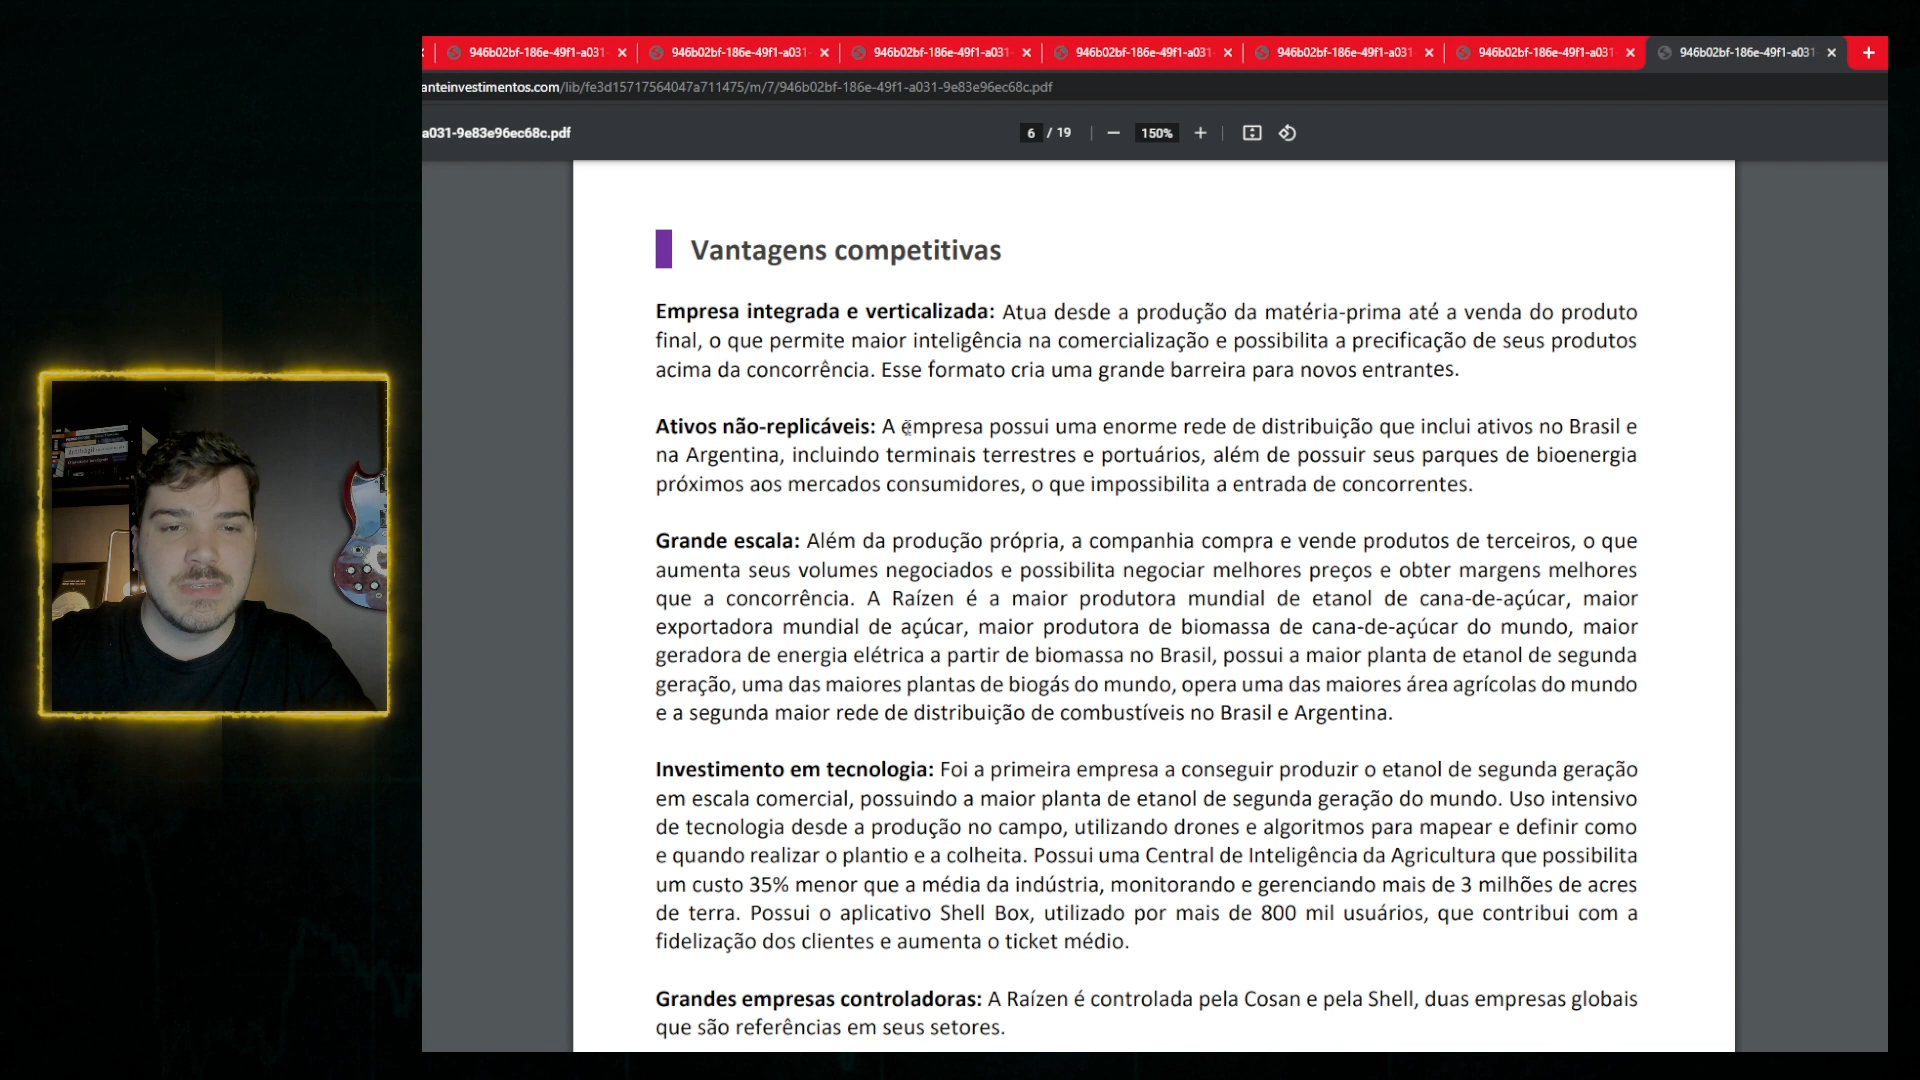 946b02bf-186e-49f1-a031- 946b02bf-186e-49f1-a031- 946b02bf-186e-49f1-a031- 946b02bf-186e-49f1-a031- 946b02bf-186e-49f1-a031- 946b02bf-186e-49f1-a031- 946b02bf-186e-49f1-a031
anteinvestimentos.com/lib/fe3d15717564047a711475/m/7/946b02bf-186e-49f1-a031-9e83e96ec68c.pdf
a031-9e83e96ec68c.pdf 6 / 19 150%
Vantagens competitivas
Empresa integrada e verticalizada: Atua desde a produção da matéria-prima até a venda do produto
final, o que permite maior inteligência na comercialização e possibilita a precificação de seus produtos
acima da concorrência. Esse formato cria uma grande barreira para novos entrantes.
Ativos não-replicáveis: A empresa possui uma enorme rede de distribuição que inclui ativos no Brasil e
na Argentina, incluindo terminais terrestres e portuários, além de possuir seus parques de bioenergia
próximos aos mercados consumidores, o que impossibilita a entrada de concorrentes.
Grande escala: Além da produção própria, a companhia compra e vende produtos de terceiros, o que
aumenta seus volumes negociados e possibilita negociar melhores preços e obter margens melhores
que a concorrência. A Raízen é a maior produtora mundial de etanol de cana-de-açúcar, maior
exportadora mundial de açúcar, maior produtora de biomassa de cana-de-açúcar do mundo, maior
geradora de energia elétrica a partir de biomassa no Brasil, possui a maior planta de etanol de segunda
geração, uma das maiores plantas de biogás do mundo, opera uma das maiores área agrícolas do mundo
e a segunda maior rede de distribuição de combustíveis no Brasil e Argentina.
Investimento em tecnologia: Foi a primeira empresa a conseguir produzir o etanol de segunda geração
em escala comercial, possuindo a maior planta de etanol de segunda geração do mundo. Uso intensivo
de tecnologia desde a produção no campo, utilizando drones e algoritmos para mapear e definir como
e quando realizar o plantio e a colheita. Possui uma Central de Inteligência da Agricultura que possibilita
um custo 35% menor que a média da indústria, monitorando e gerenciando mais de 3 milhões de acres
de terra. Possui o aplicativo Shell Box, utilizado por mais de 800 mil usuários, que contribui com a
fidelização dos clientes e aumenta o ticket médio.
Grandes empresas controladoras: A Raízen é controlada pela Cosan e pela Shell, duas empresas globais
que são referências em seus setores.